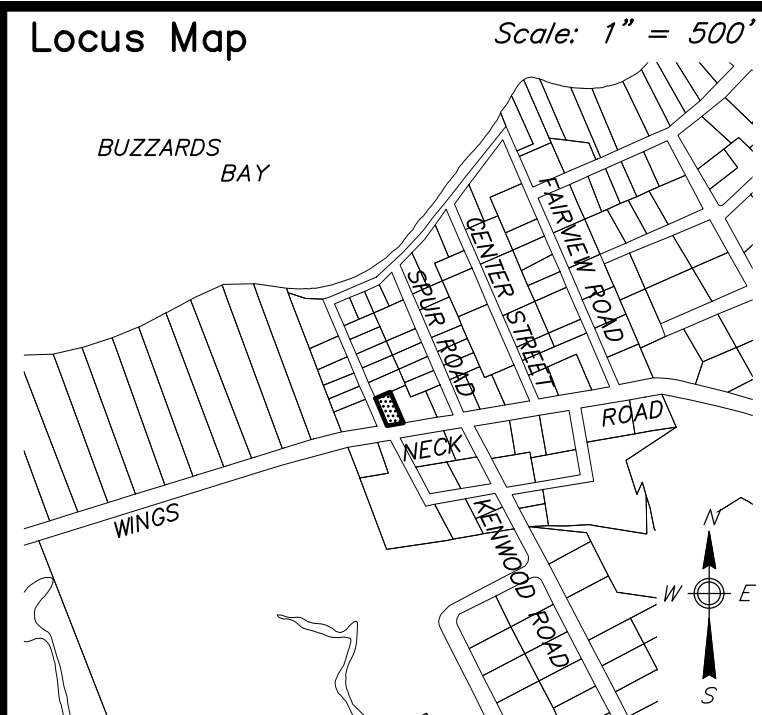 Locus Map
Scale: 1" = 500'
BUZZARDS
BAY
FAIRVIEW ROAD
CENTER STREET
SPUR ROAD
WINGS NECK ROAD
KENWOOD ROAD
N
W E
S